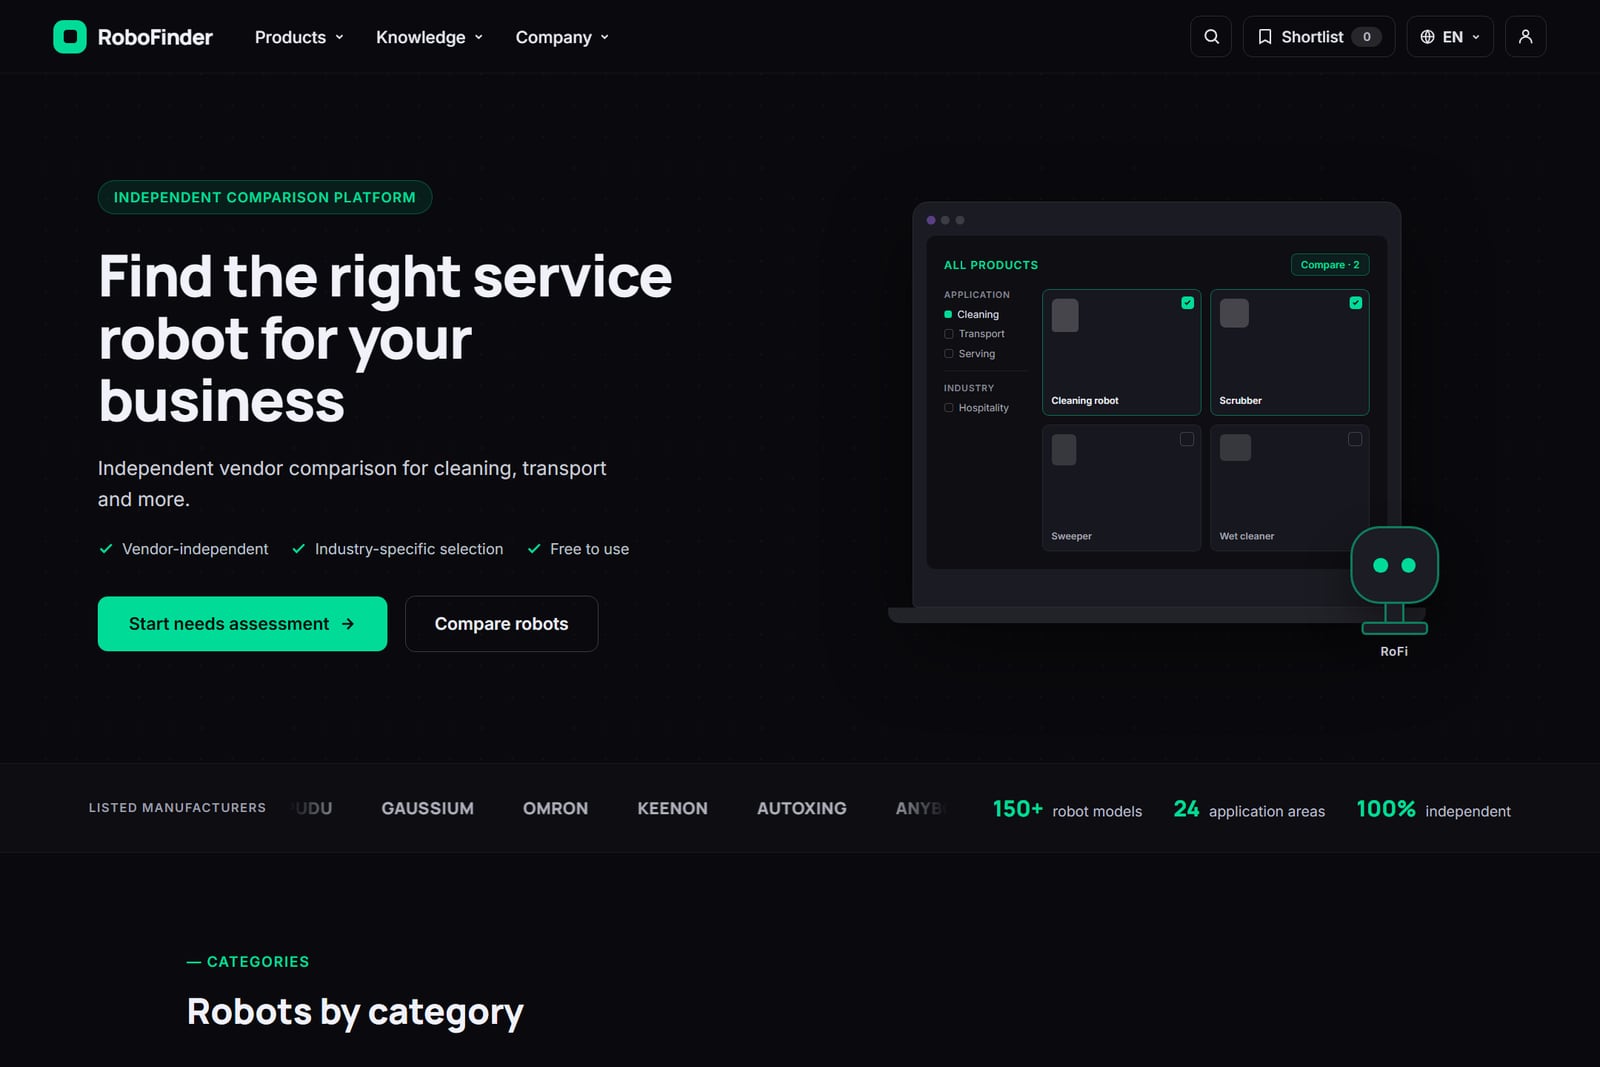 RoboFinder
Products
Knowledge
Company
Shortlist 0
EN
INDEPENDENT COMPARISON PLATFORM
Find the right service
robot for your
business
Independent vendor comparison for cleaning, transport
and more.
Vendor-independent
Industry-specific selection
Free to use
Start needs assessment →
Compare robots
ALL PRODUCTS
Compare · 2
APPLICATION
Cleaning
Transport
Serving
INDUSTRY
Hospitality
Cleaning robot
Scrubber
Sweeper
Wet cleaner
RoFi
LISTED MANUFACTURERS
GAUSSIUM
OMRON
KEENON
AUTOXING
150+ robot models
24 application areas
100% independent
— CATEGORIES
Robots by category